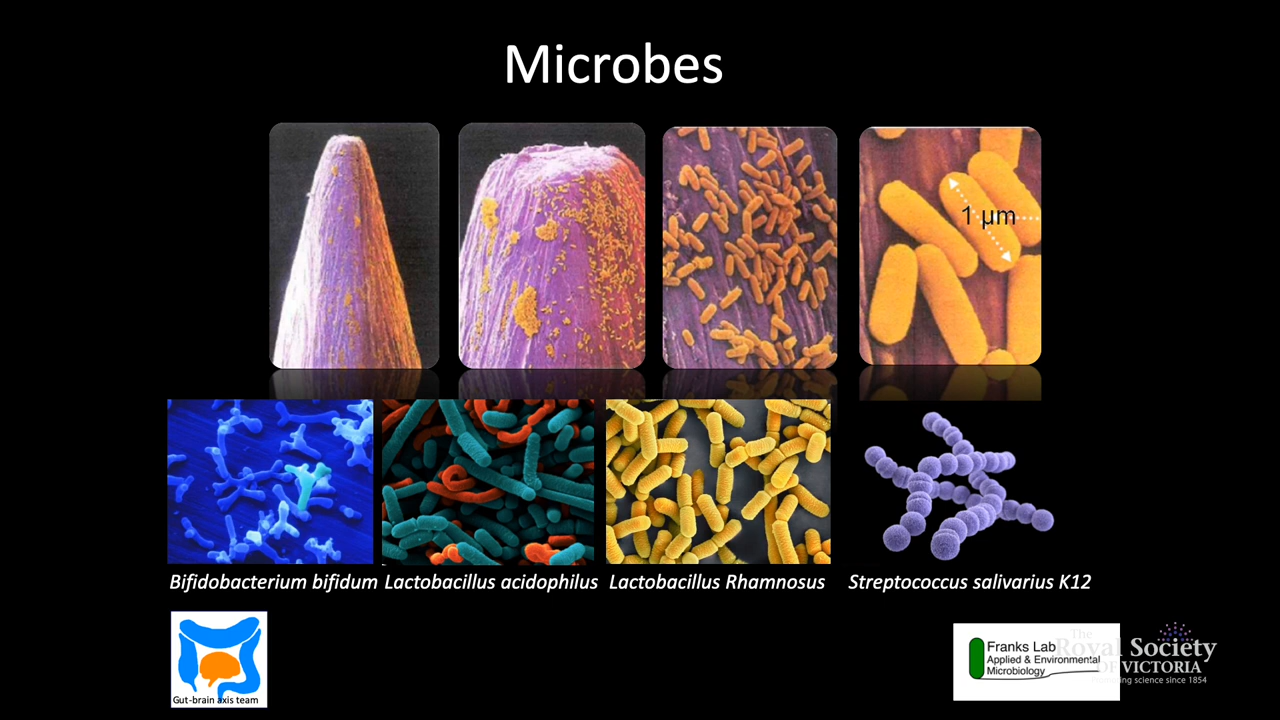 Microbes
1 µm
Bifidobacterium bifidum
Lactobacillus acidophilus
Lactobacillus Rhamnosus
Streptococcus salivarius K12
Gut-brain axis team
Franks Lab
Applied & Environmental
Microbiology
The
Royal Society
OF VICTORIA
Promoting science since 1854